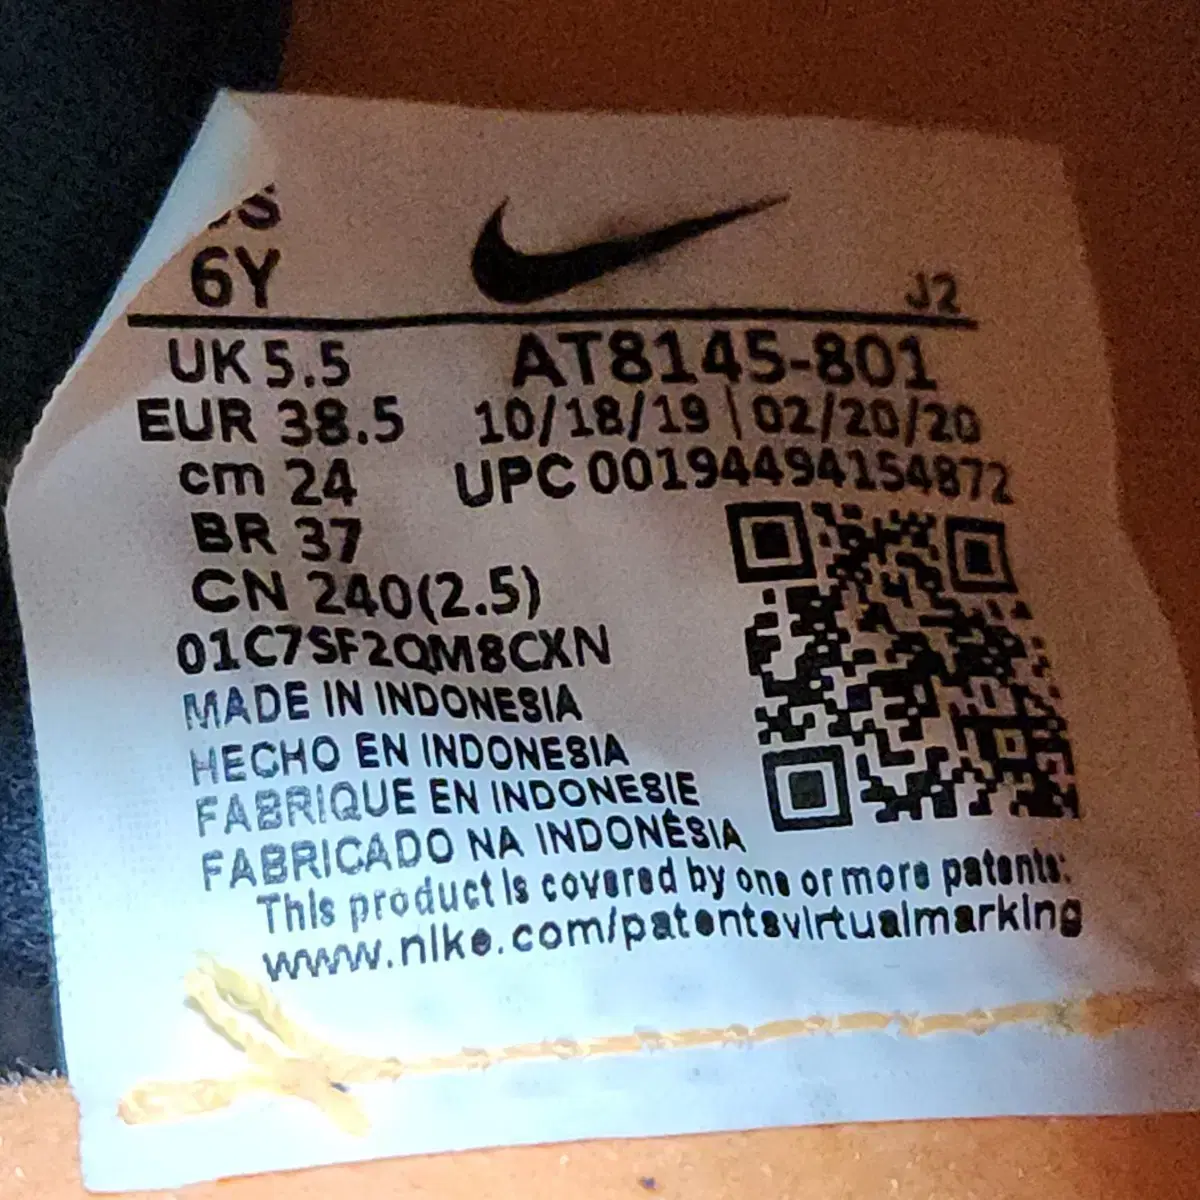 US
6Y
J2
UK 5.5
AT8145-801
EUR 38.5
10/18/19 \ 02/20/20
cm 24
UPC 00194494154872
BR 37
CN 240(2.5)
01C7SF2QM8CXN
MADE IN INDONESIA
HECHO EN INDONESIA
FABRIQUE EN INDONESIE
FABRICADO NA INDONÉSIA
This product is covered by one or more patents:
www.nike.com/patentsvirtualmarking